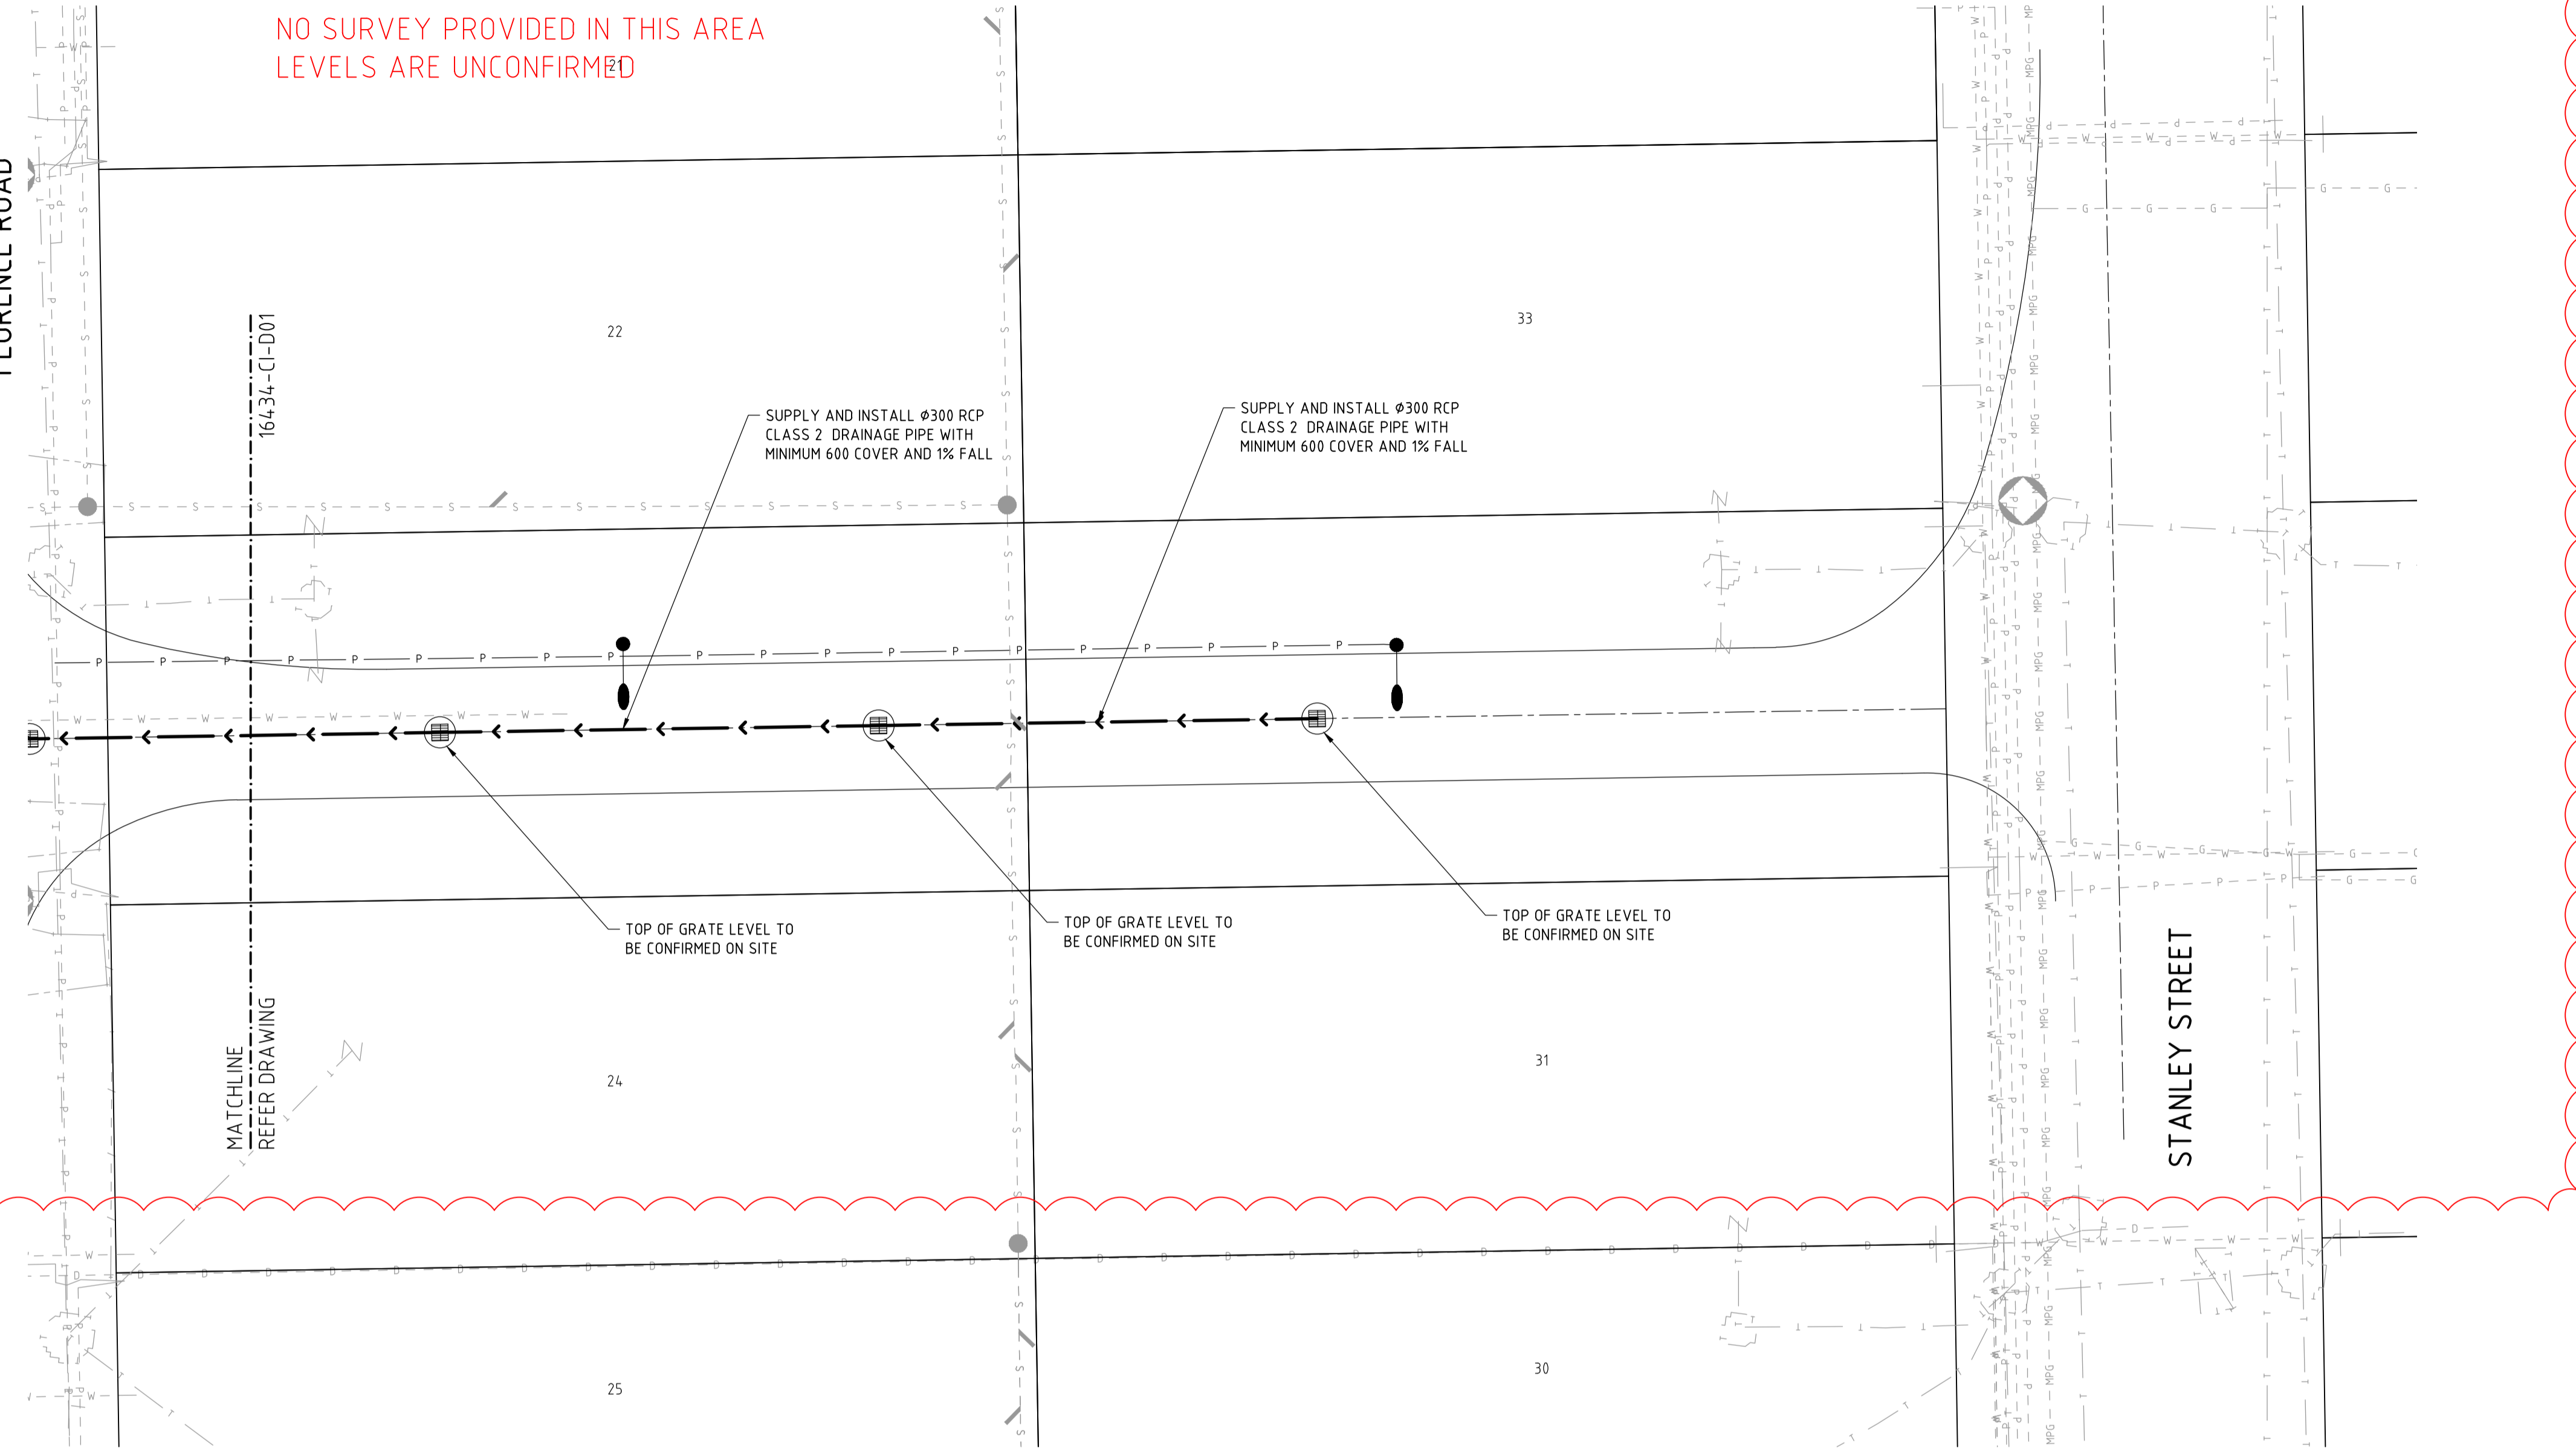 NO SURVEY PROVIDED IN THIS AREA
LEVELS ARE UNCONFIRMED
21
FLORENCE ROAD
16434-CI-D01
22
33
SUPPLY AND INSTALL Ø300 RCP
CLASS 2 DRAINAGE PIPE WITH
MINIMUM 600 COVER AND 1% FALL
SUPPLY AND INSTALL Ø300 RCP
CLASS 2 DRAINAGE PIPE WITH
MINIMUM 600 COVER AND 1% FALL
TOP OF GRATE LEVEL TO
BE CONFIRMED ON SITE
TOP OF GRATE LEVEL TO
BE CONFIRMED ON SITE
TOP OF GRATE LEVEL TO
BE CONFIRMED ON SITE
MATCHLINE
REFER DRAWING
24
31
STANLEY STREET
25
30